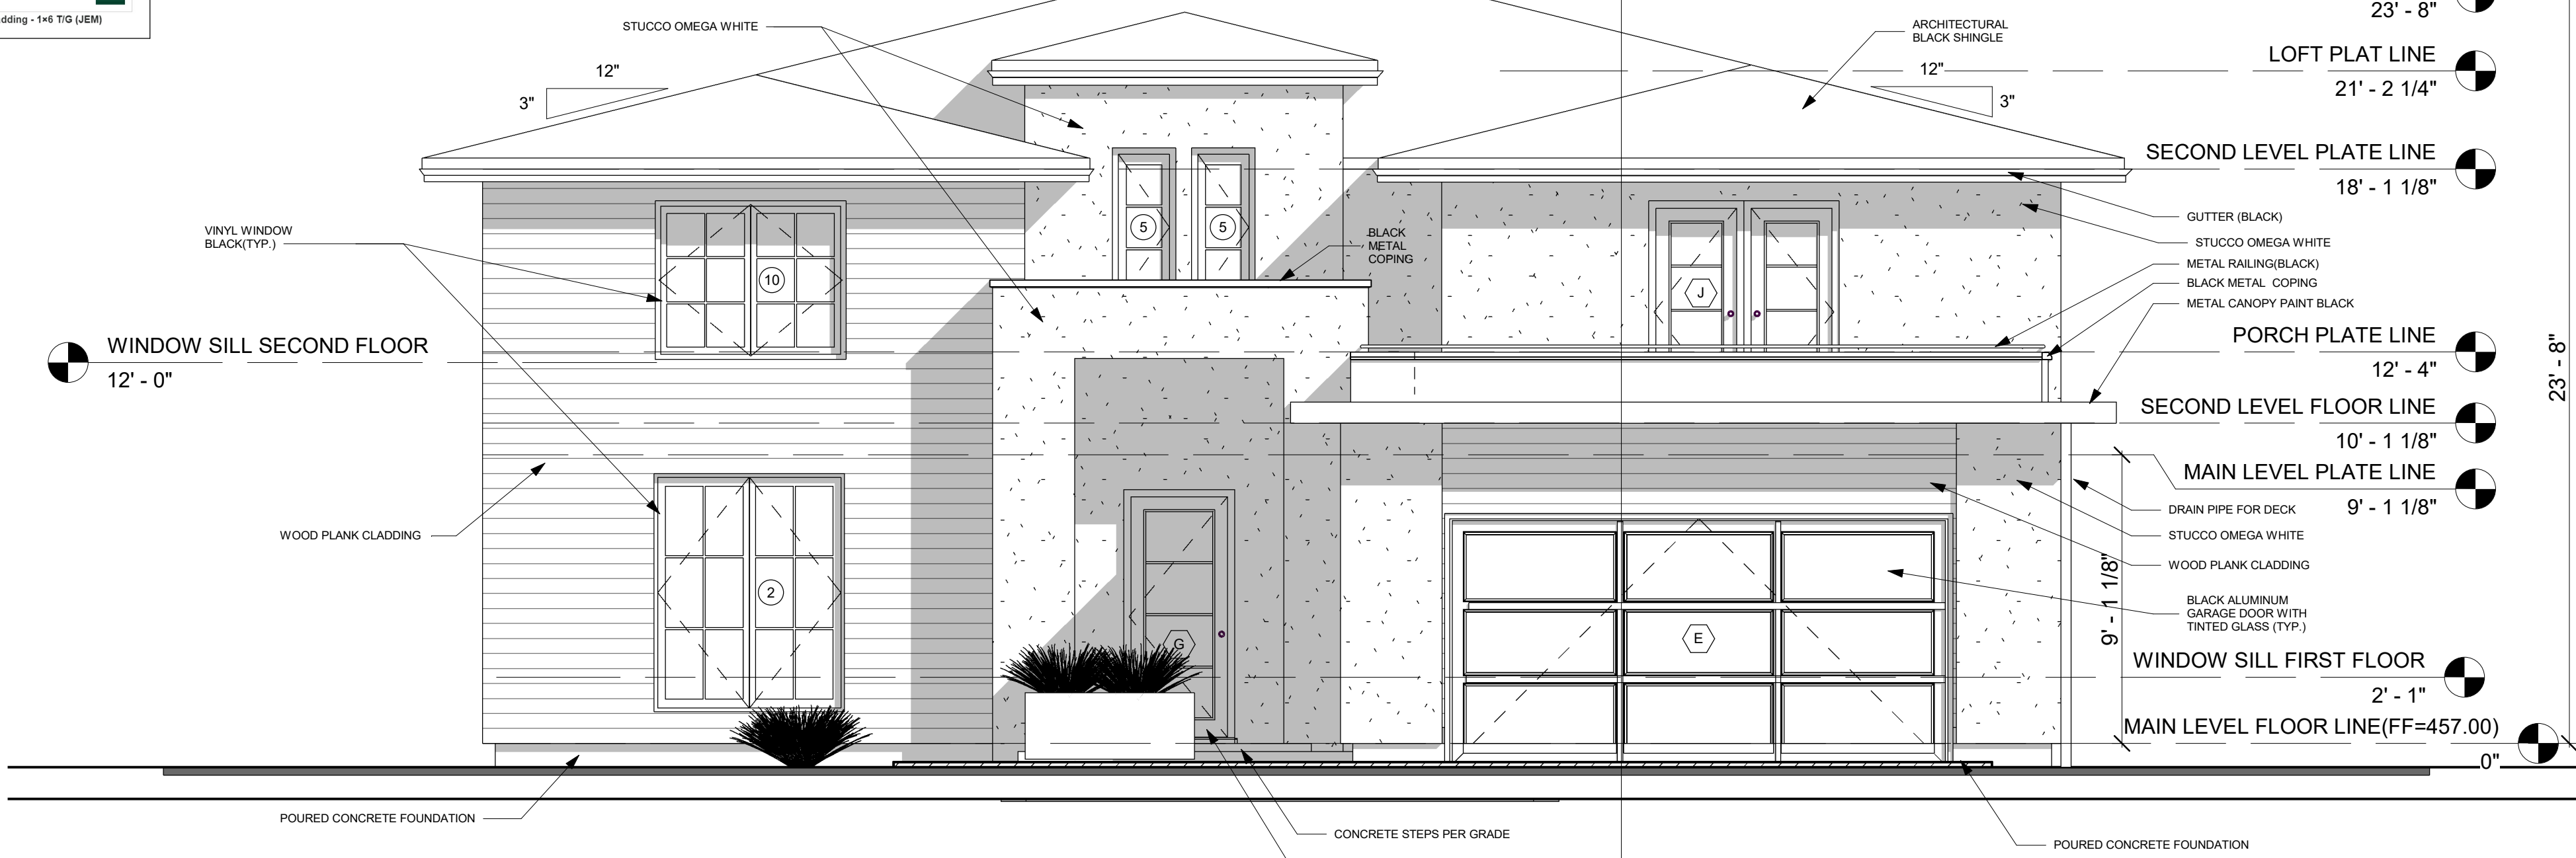 dding - 1×6 T/G (JEM)
STUCCO OMEGA WHITE
ARCHITECTURAL
BLACK SHINGLE
23' - 8"
LOFT PLAT LINE
21' - 2 1/4"
12"
3"
12"
3"
SECOND LEVEL PLATE LINE
18' - 1 1/8"
GUTTER (BLACK)
STUCCO OMEGA WHITE
METAL RAILING(BLACK)
BLACK METAL COPING
METAL CANOPY PAINT BLACK
VINYL WINDOW
BLACK(TYP.)
BLACK
METAL
COPING
5
5
10
J
WINDOW SILL SECOND FLOOR
12' - 0"
PORCH PLATE LINE
12' - 4"
23' - 8"
SECOND LEVEL FLOOR LINE
10' - 1 1/8"
MAIN LEVEL PLATE LINE
9' - 1 1/8"
DRAIN PIPE FOR DECK
STUCCO OMEGA WHITE
WOOD PLANK CLADDING
WOOD PLANK CLADDING
BLACK ALUMINUM
GARAGE DOOR WITH
TINTED GLASS (TYP.)
9' - 1 1/8"
2
G
E
WINDOW SILL FIRST FLOOR
2' - 1"
MAIN LEVEL FLOOR LINE(FF=457.00)
0"
POURED CONCRETE FOUNDATION
CONCRETE STEPS PER GRADE
POURED CONCRETE FOUNDATION